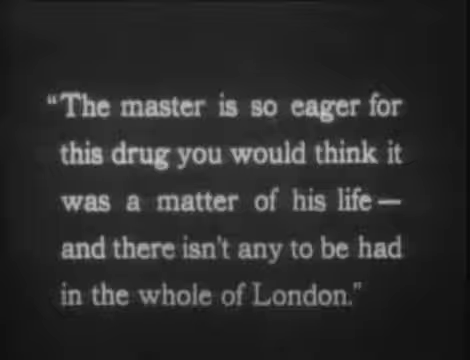 “The master is so eager for
this drug you would think it
was a matter of his life —
and there isn't any to be had
in the whole of London.”